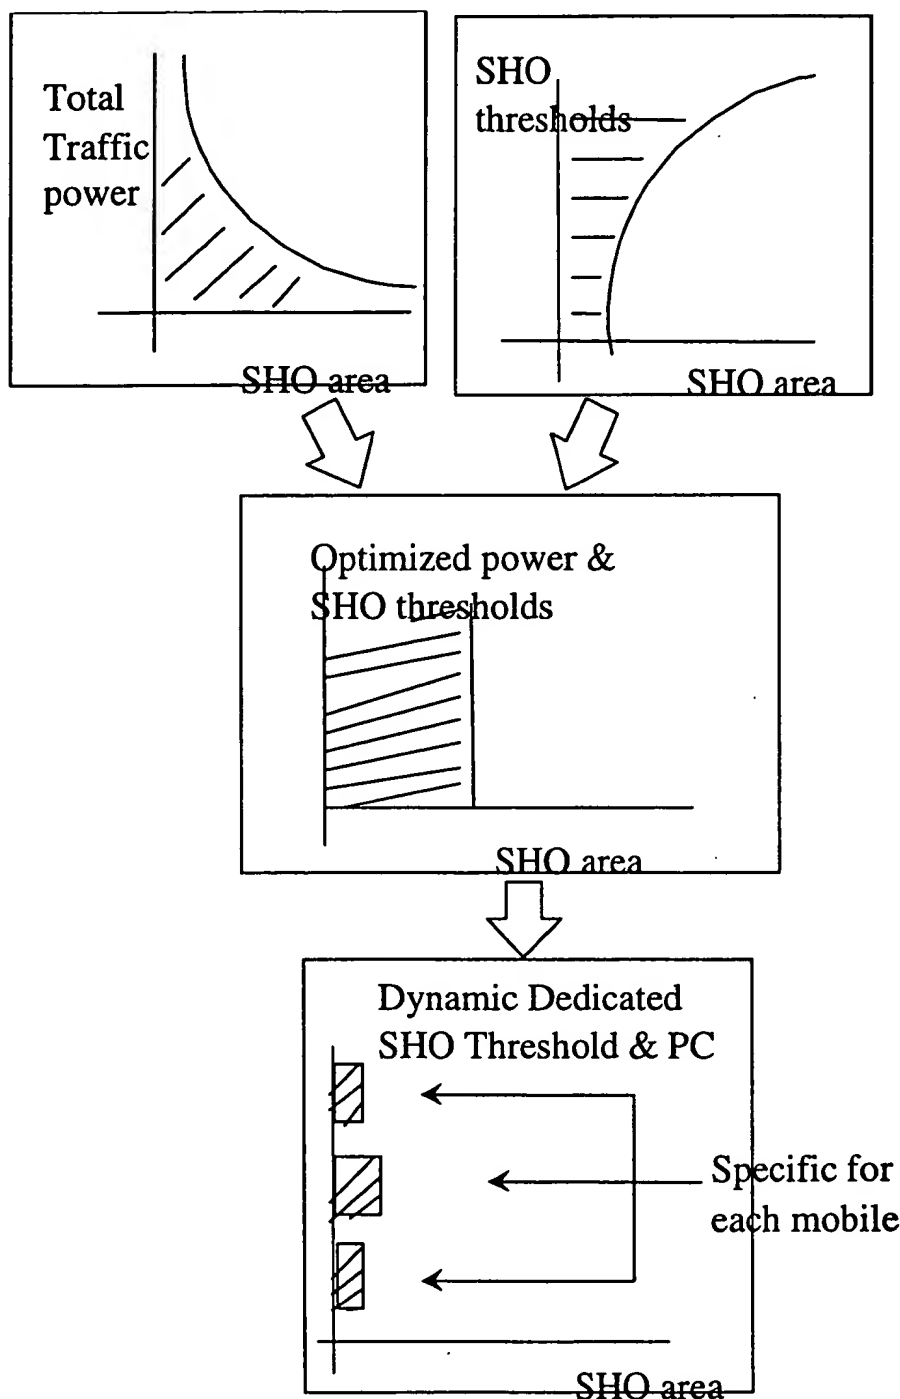 Total
Traffic
power
SHO area
SHO
thresholds
SHO area
Optimized power &
SHO thresholds
SHO area
Dynamic Dedicated
SHO Threshold & PC
Specific for
each mobile
SHO area